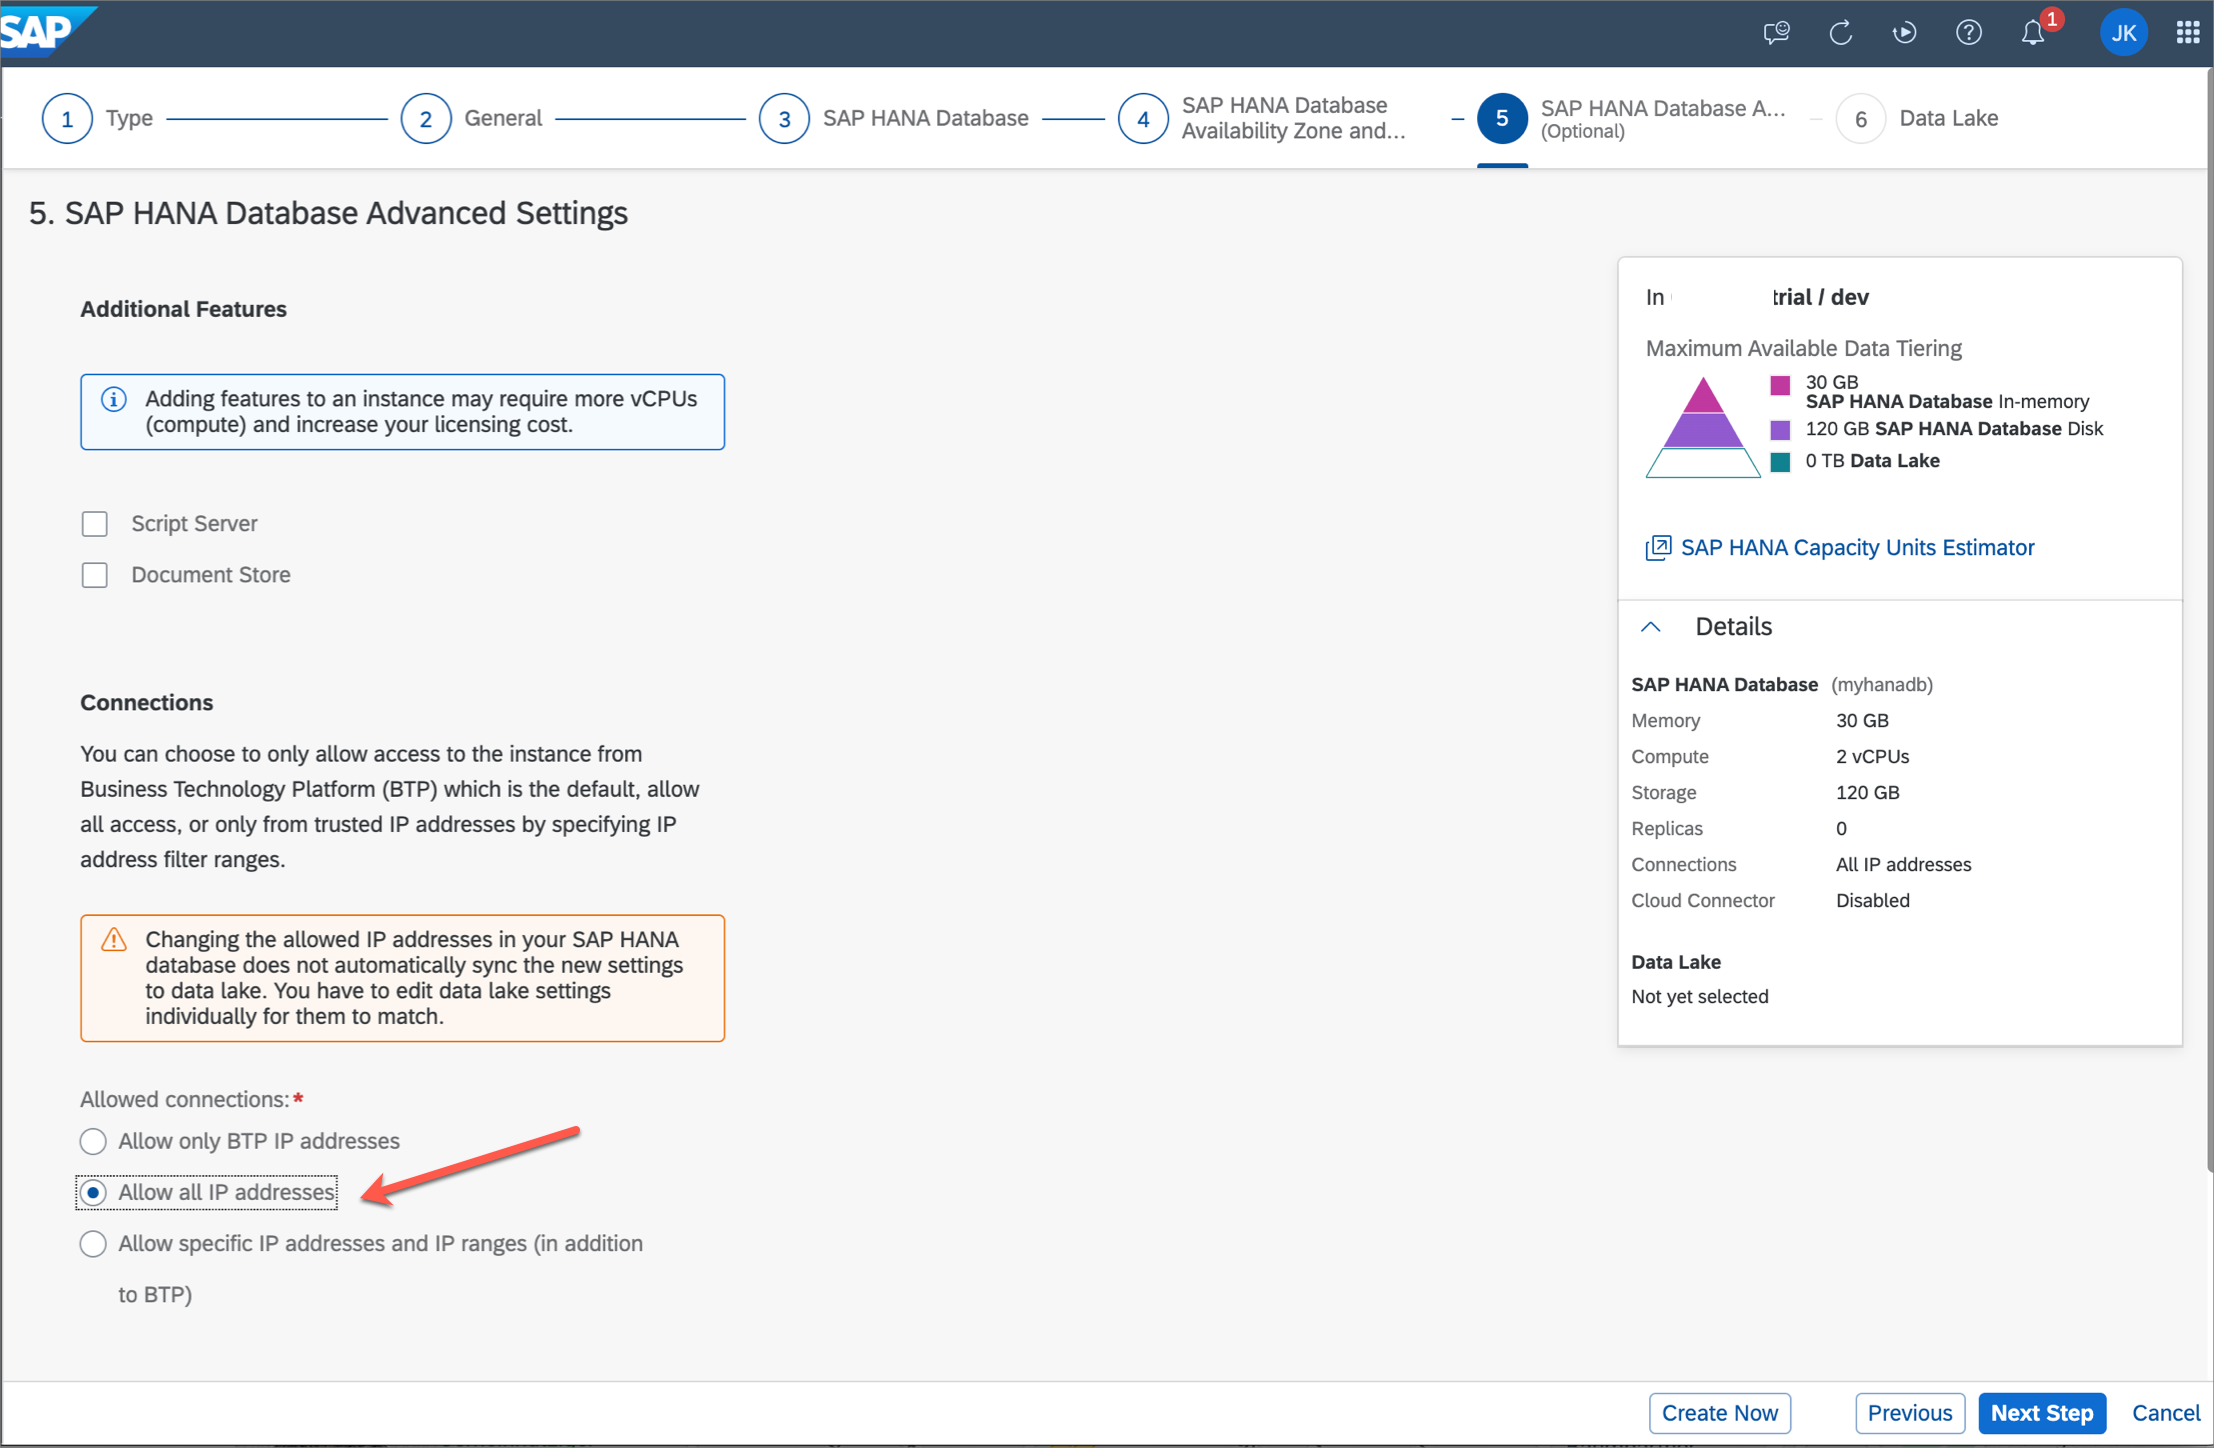 SAP
1
JK
1 Type
2 General
3 SAP HANA Database
4 SAP HANA Database
Availability Zone and...
5 SAP HANA Database A...
(Optional)
6 Data Lake
5. SAP HANA Database Advanced Settings
Additional Features
Adding features to an instance may require more vCPUs
(compute) and increase your licensing cost.
Script Server
Document Store
Connections
You can choose to only allow access to the instance from
Business Technology Platform (BTP) which is the default, allow
all access, or only from trusted IP addresses by specifying IP
address filter ranges.
Changing the allowed IP addresses in your SAP HANA
database does not automatically sync the new settings
to data lake. You have to edit data lake settings
individually for them to match.
Allowed connections:*
Allow only BTP IP addresses
Allow all IP addresses
Allow specific IP addresses and IP ranges (in addition
to BTP)
In trial / dev
Maximum Available Data Tiering
30 GB
SAP HANA Database In-memory
120 GB SAP HANA Database Disk
0 TB Data Lake
SAP HANA Capacity Units Estimator
Details
SAP HANA Database (myhanadb)
Memory 30 GB
Compute 2 vCPUs
Storage 120 GB
Replicas 0
Connections All IP addresses
Cloud Connector Disabled
Data Lake
Not yet selected
Create Now
Previous
Next Step
Cancel